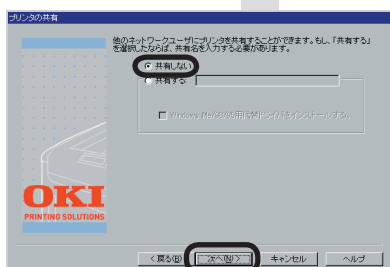 プリンタの共有
他のネットワークユーザにプリンタを共有することができます。もし、「共有する」
を選択したならば、共有名を入力する必要があります。
共有しない
共有する
Windows Me/98/95用代替ドライバをインストールする。
OKI
PRINTING SOLUTIONS
< 戻る(B)
次へ(N) >
キャンセル
ヘルプ